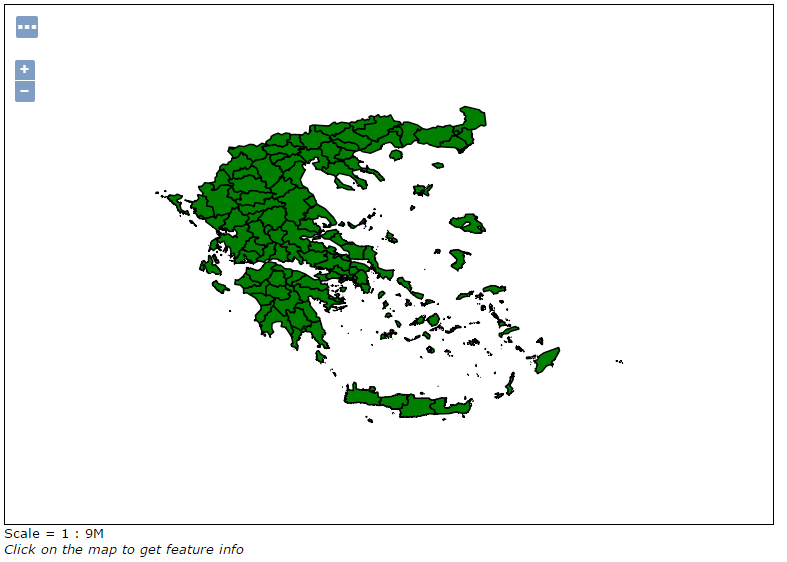 ...
+
−
Scale = 1 : 9M
Click on the map to get feature info